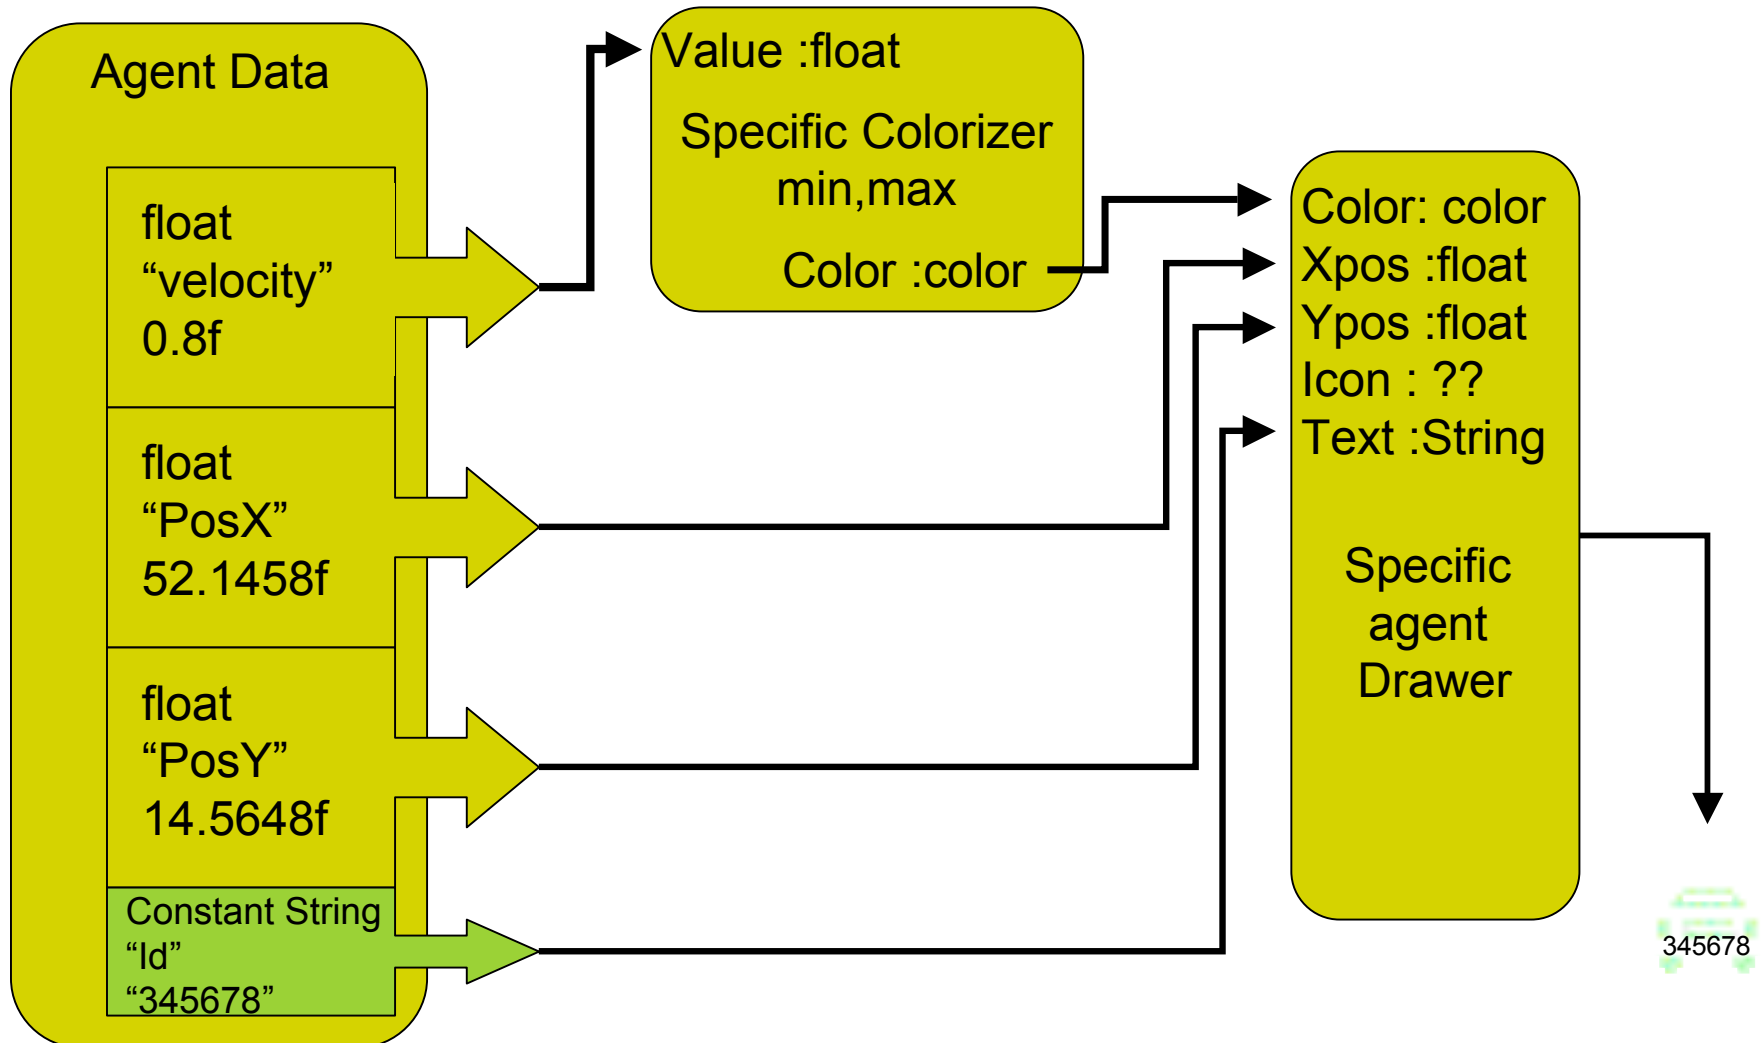 Agent Data
float
“velocity”
0.8f
float
“PosX”
52.1458f
float
“PosY”
14.5648f
Constant String
“Id”
“345678”
Value :float
Specific Colorizer
min,max
Color :color
Color: color
Xpos :float
Ypos :float
Icon : ??
Text :String
Specific
agent
Drawer
345678